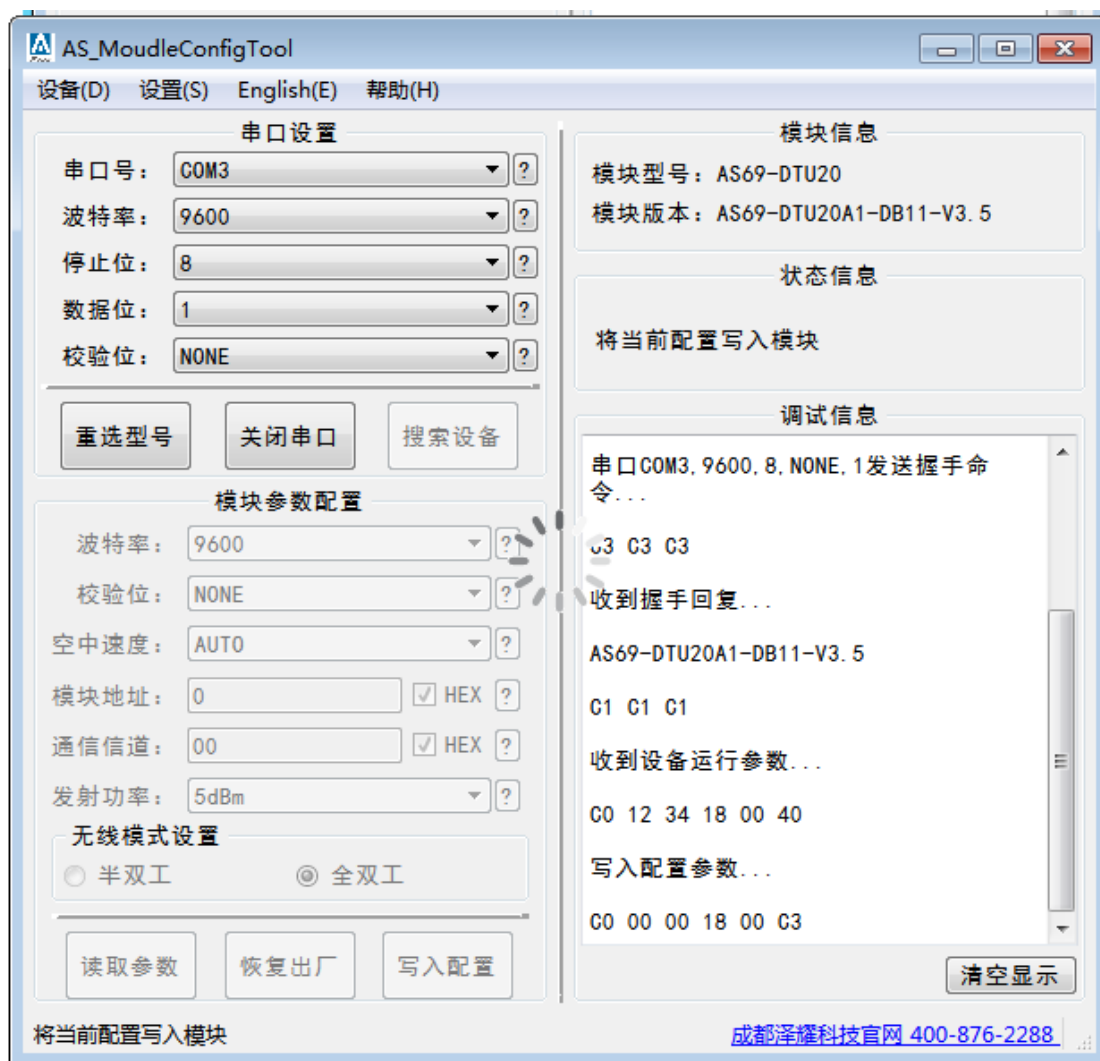 AS_MoudleConfigTool
设备(D) 设置(S) English(E) 帮助(H)
串口设置
串口号： COM3 ?
波特率： 9600 ?
停止位： 8 ?
数据位： 1 ?
校验位： NONE ?
重选型号 关闭串口 搜索设备
模块参数配置
波特率： 9600 ?
校验位： NONE ?
空中速度： AUTO ?
模块地址： 0 HEX ?
通信信道： 00 HEX ?
发射功率： 5dBm ?
无线模式设置
半双工 全双工
读取参数 恢复出厂 写入配置
模块信息
模块型号：AS69-DTU20
模块版本：AS69-DTU20A1-DB11-V3.5
状态信息
将当前配置写入模块
调试信息
串口COM3,9600,8,NONE,1发送握手命
令...
C3 C3 C3
收到握手回复...
AS69-DTU20A1-DB11-V3.5
C1 C1 C1
收到设备运行参数...
C0 12 34 18 00 40
写入配置参数...
C0 00 00 18 00 C3
清空显示
将当前配置写入模块
成都泽耀科技官网 400-876-2288